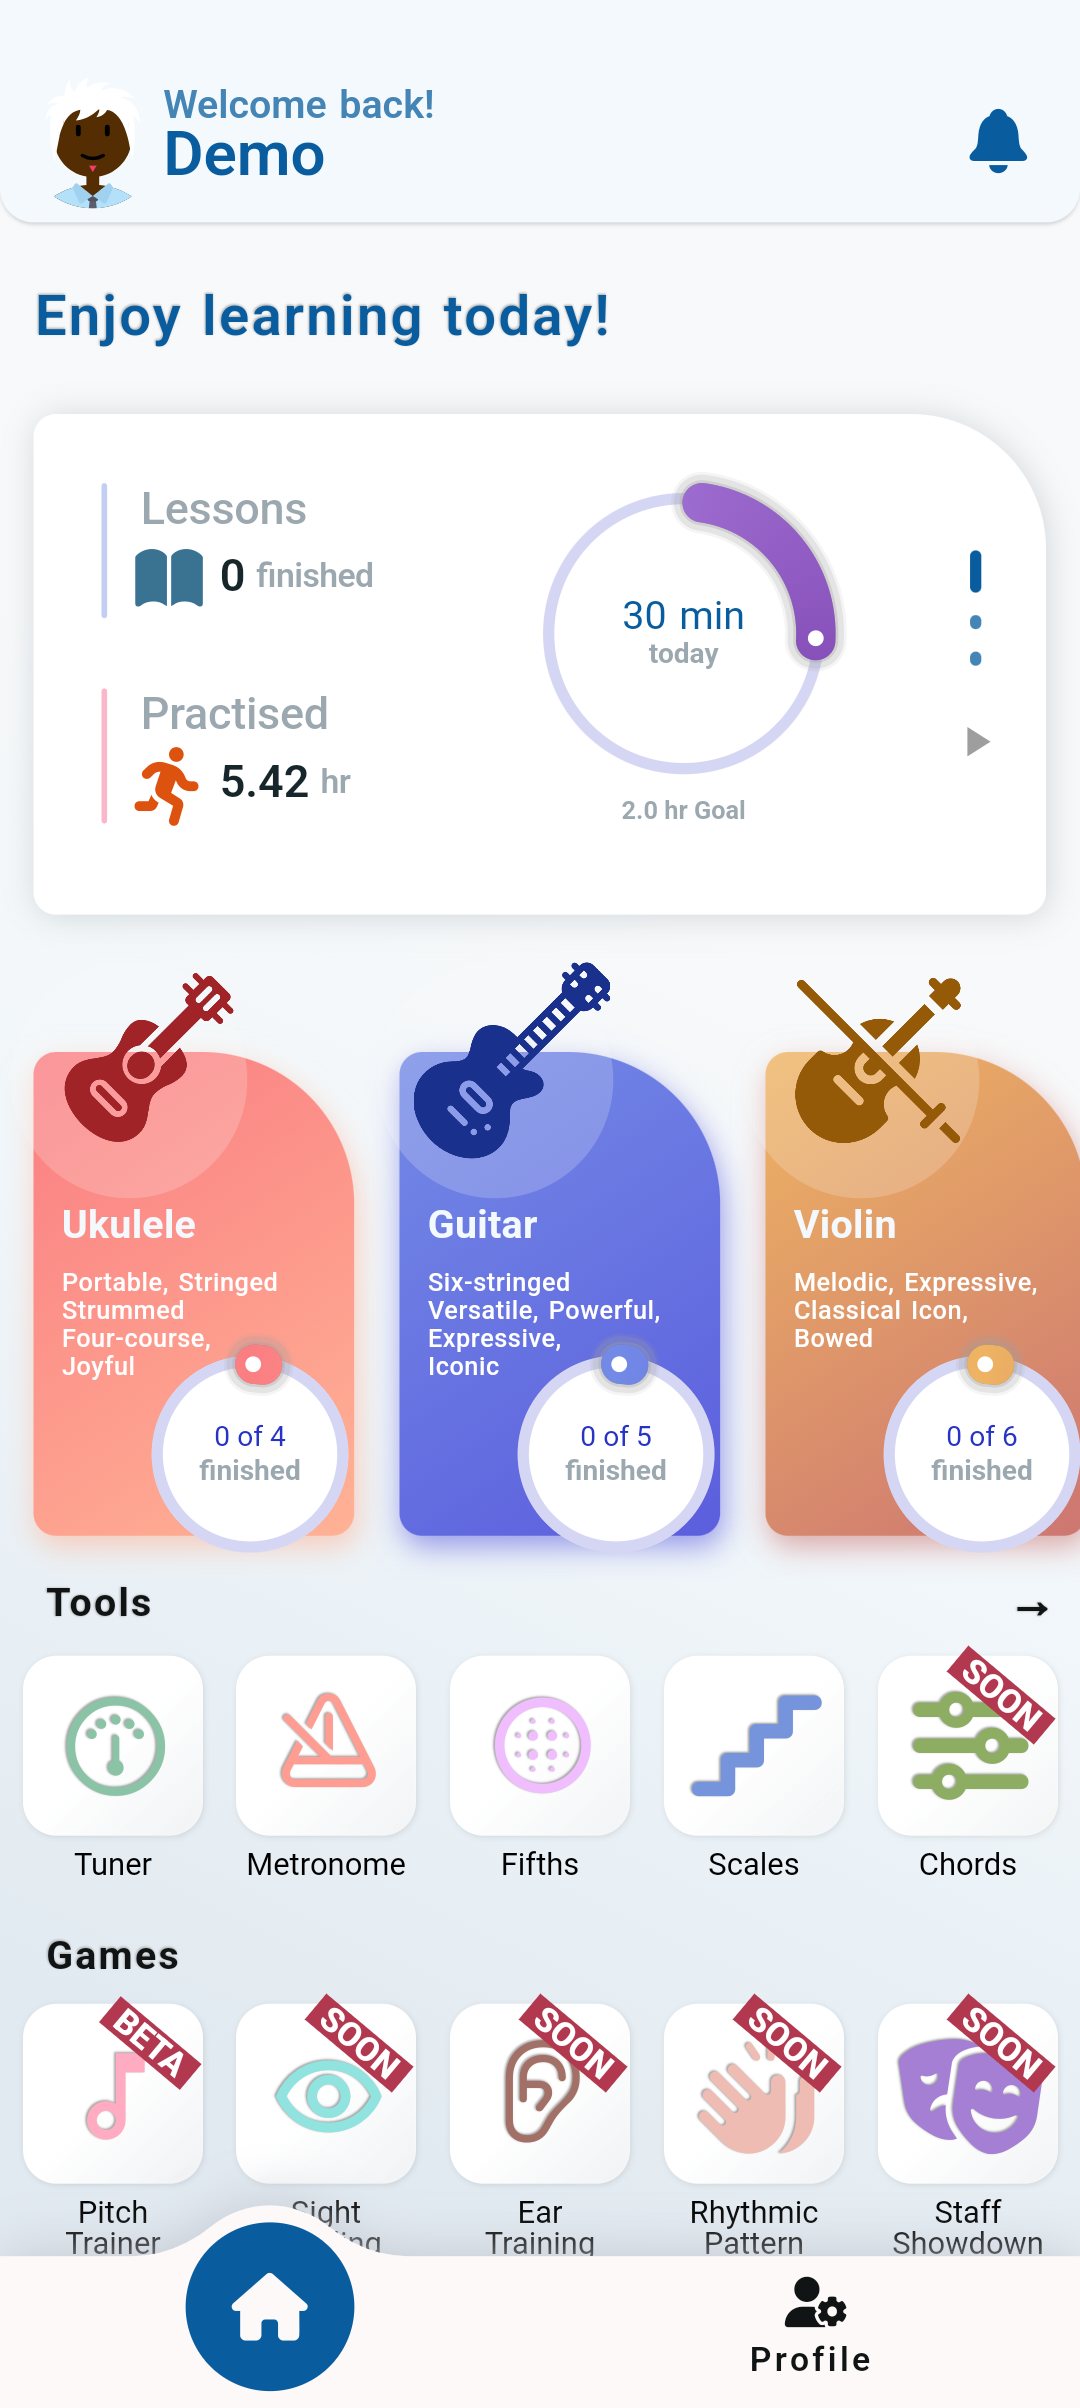 Welcome back!
Demo
Enjoy learning today!
Lessons
0 finished
Practised
5.42 hr
30 min
today
2.0 hr Goal
Ukulele
Portable, Stringed
Strummed
Four-course,
Joyful
0 of 4
finished
Guitar
Six-stringed
Versatile, Powerful,
Expressive,
Iconic
0 of 5
finished
Violin
Melodic, Expressive,
Classical Icon,
Bowed
0 of 6
finished
Tools
→
SOON
Tuner
Metronome
Fifths
Scales
Chords
Games
BETA
SOON
SOON
SOON
SOON
Pitch
Trainer
Sight
Ear
Training
Rhythmic
Pattern
Staff
Showdown
Profile